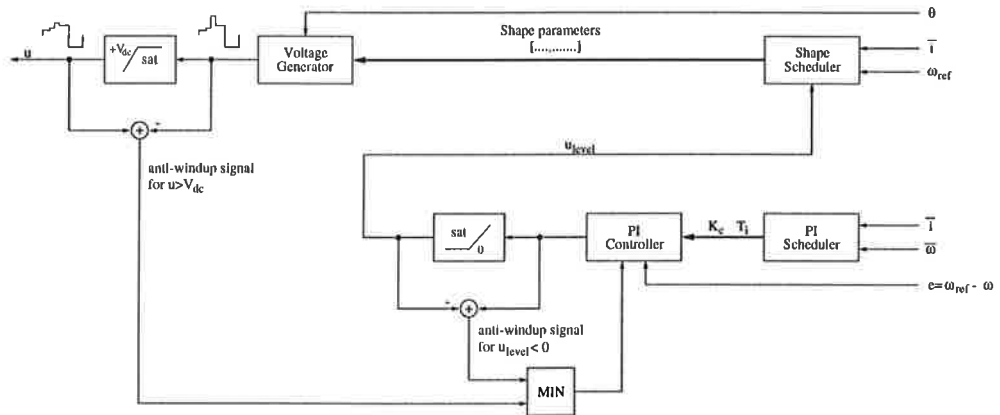 θ
Shape parameters
[....,.......]
+V_dc
sat
Voltage
Generator
Shape
Scheduler
i̅
ω_ref
u
+
+
anti-windup signal
for u>V_dc
u_level
sat
0
PI
Controller
K_c T_i
PI
Scheduler
i̅
ω̅
e=ω_ref - ω
+
+
anti-windup signal
for u_level< 0
MIN